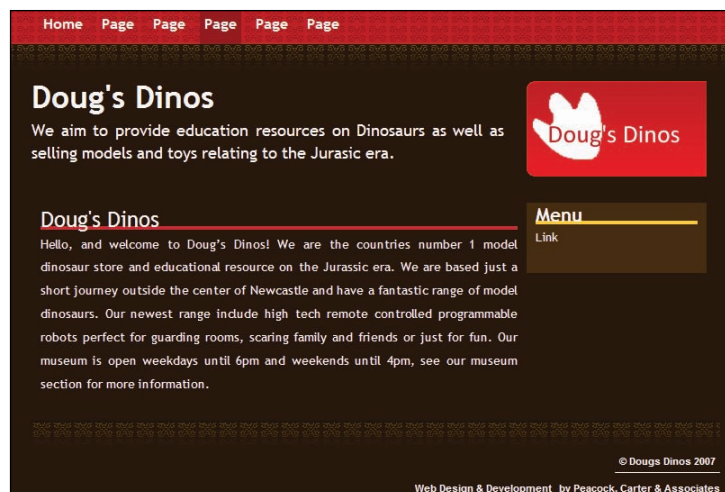 Home Page Page Page Page Page
Doug's Dinos
We aim to provide education resources on Dinosaurs as well as
selling models and toys relating to the Jurasic era.
Doug's Dinos
Doug's Dinos
Hello, and welcome to Doug's Dinos! We are the countries number 1 model
dinosaur store and educational resource on the Jurassic era. We are based just a
short journey outside the center of Newcastle and have a fantastic range of model
dinosaurs. Our newest range include high tech remote controlled programmable
robots perfect for guarding rooms, scaring family and friends or just for fun. Our
museum is open weekdays until 6pm and weekends until 4pm, see our museum
section for more information.
Menu
Link
© Dougs Dinos 2007
Web Design & Development by Peacock, Carter & Associates